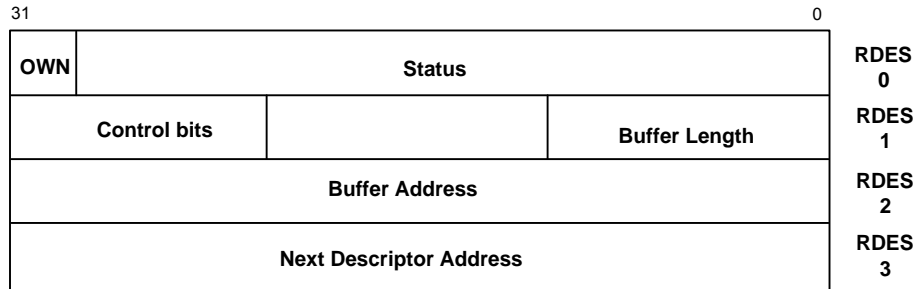 31 0
OWN Status RDES
0
Control bits Buffer Length RDES
1
Buffer Address RDES
2
Next Descriptor Address RDES
3